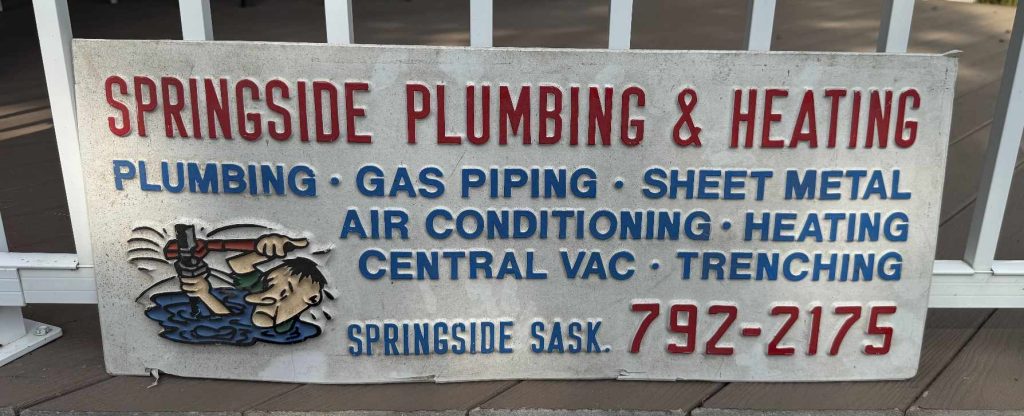 SPRINGSIDE PLUMBING & HEATING
PLUMBING · GAS PIPING · SHEET METAL
AIR CONDITIONING · HEATING
CENTRAL VAC · TRENCHING
SPRINGSIDE SASK. 792-2175